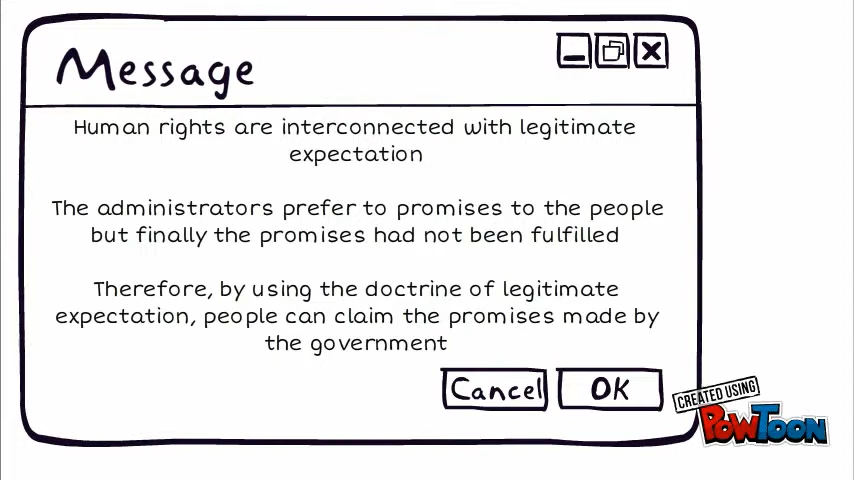 Message
Human rights are interconnected with legitimate
expectation
The administrators prefer to promises to the people
but finally the promises had not been fulfilled
Therefore, by using the doctrine of legitimate
expectation, people can claim the promises made by
the government
Cancel OK
CREATED USING
POWTOON